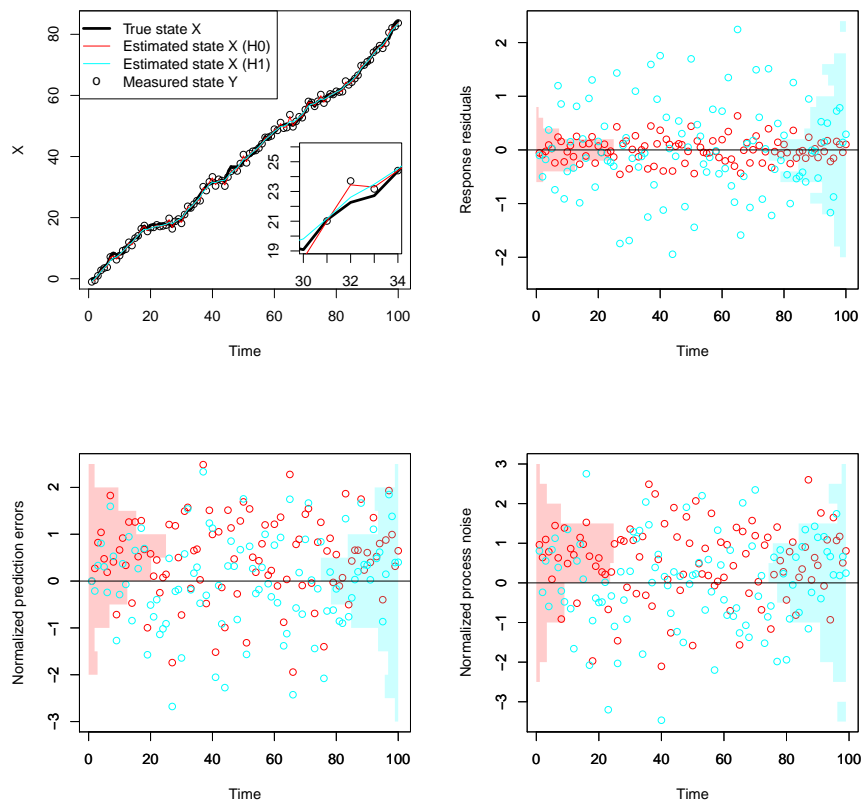 True state X
Estimated state X (H0)
Estimated state X (H1)
Measured state Y
X
0 20 40 60 80
19 21 23 25
30 32 34
0 20 40 60 80 100
Time
Response residuals
-2 -1 0 1 2
0 20 40 60 80 100
Time
Normalized prediction errors
-3 -2 -1 0 1 2
0 20 40 60 80 100
Time
Normalized process noise
-3 -2 -1 0 1 2 3
0 20 40 60 80 100
Time